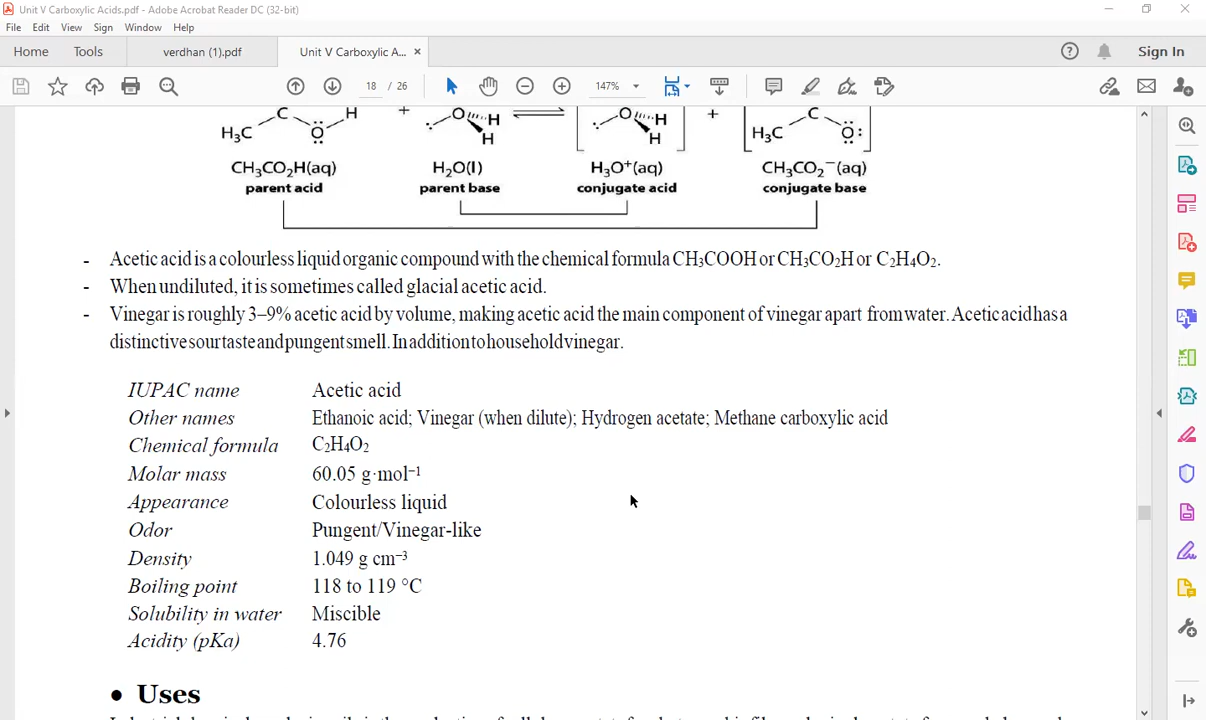 Unit V Carboxylic Acids.pdf - Adobe Acrobat Reader DC (32-bit)
File Edit View Sign Window Help
Home Tools verdhan (1).pdf Unit V Carboxylic A... × Sign In
18 / 26 147%
H₃C C O H + O H H H O H H + H₃C C O
CH₃CO₂H(aq) H₂O(l) H₃O⁺(aq) CH₃CO₂⁻(aq)
parent acid parent base conjugate acid conjugate base
- Acetic acid is a colourless liquid organic compound with the chemical formula CH₃COOH or CH₃CO₂H or C₂H₄O₂.
- When undiluted, it is sometimes called glacial acetic acid.
- Vinegar is roughly 3–9% acetic acid by volume, making acetic acid the main component of vinegar apart from water. Acetic acid has a
distinctive sour taste and pungent smell. In addition to household vinegar.
IUPAC name Acetic acid
Other names Ethanoic acid; Vinegar (when dilute); Hydrogen acetate; Methane carboxylic acid
Chemical formula C₂H₄O₂
Molar mass 60.05 g·mol⁻¹
Appearance Colourless liquid
Odor Pungent/Vinegar-like
Density 1.049 g cm⁻³
Boiling point 118 to 119 °C
Solubility in water Miscible
Acidity (pKa) 4.76
• Uses